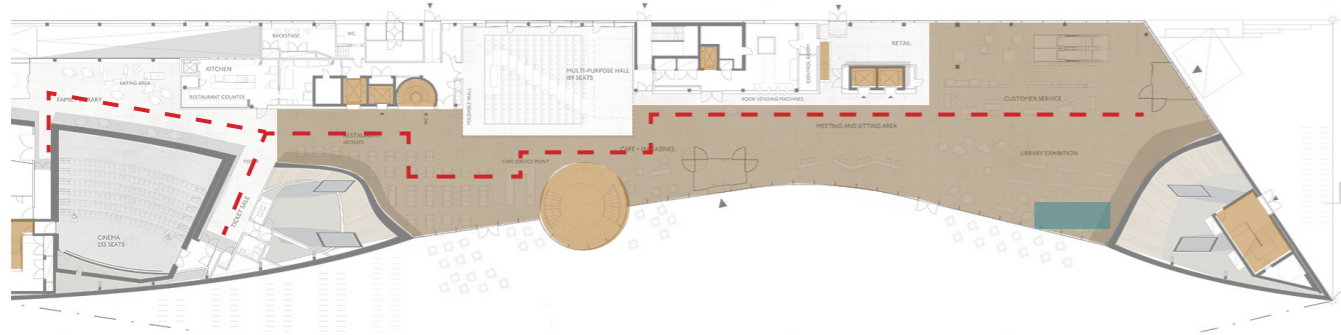 BACKSTAGE
WC
RETAIL
KITCHEN
MULTI-PURPOSE HALL
189 SEATS
CONTROL ROOM
EATING AREA
RESTAURANT COUNTER
FOLDABLE WALL
BOOK VENDING MACHINES
CUSTOMER SERVICE
FAMILY LIBRARY
WC
MEETING AND SITTING AREA
RESTAURANT
CAFE + MAGAZINES
LIBRARY EXHIBITION
CAFE SERVICE POINT
TICKET SALE
CINEMA
253 SEATS